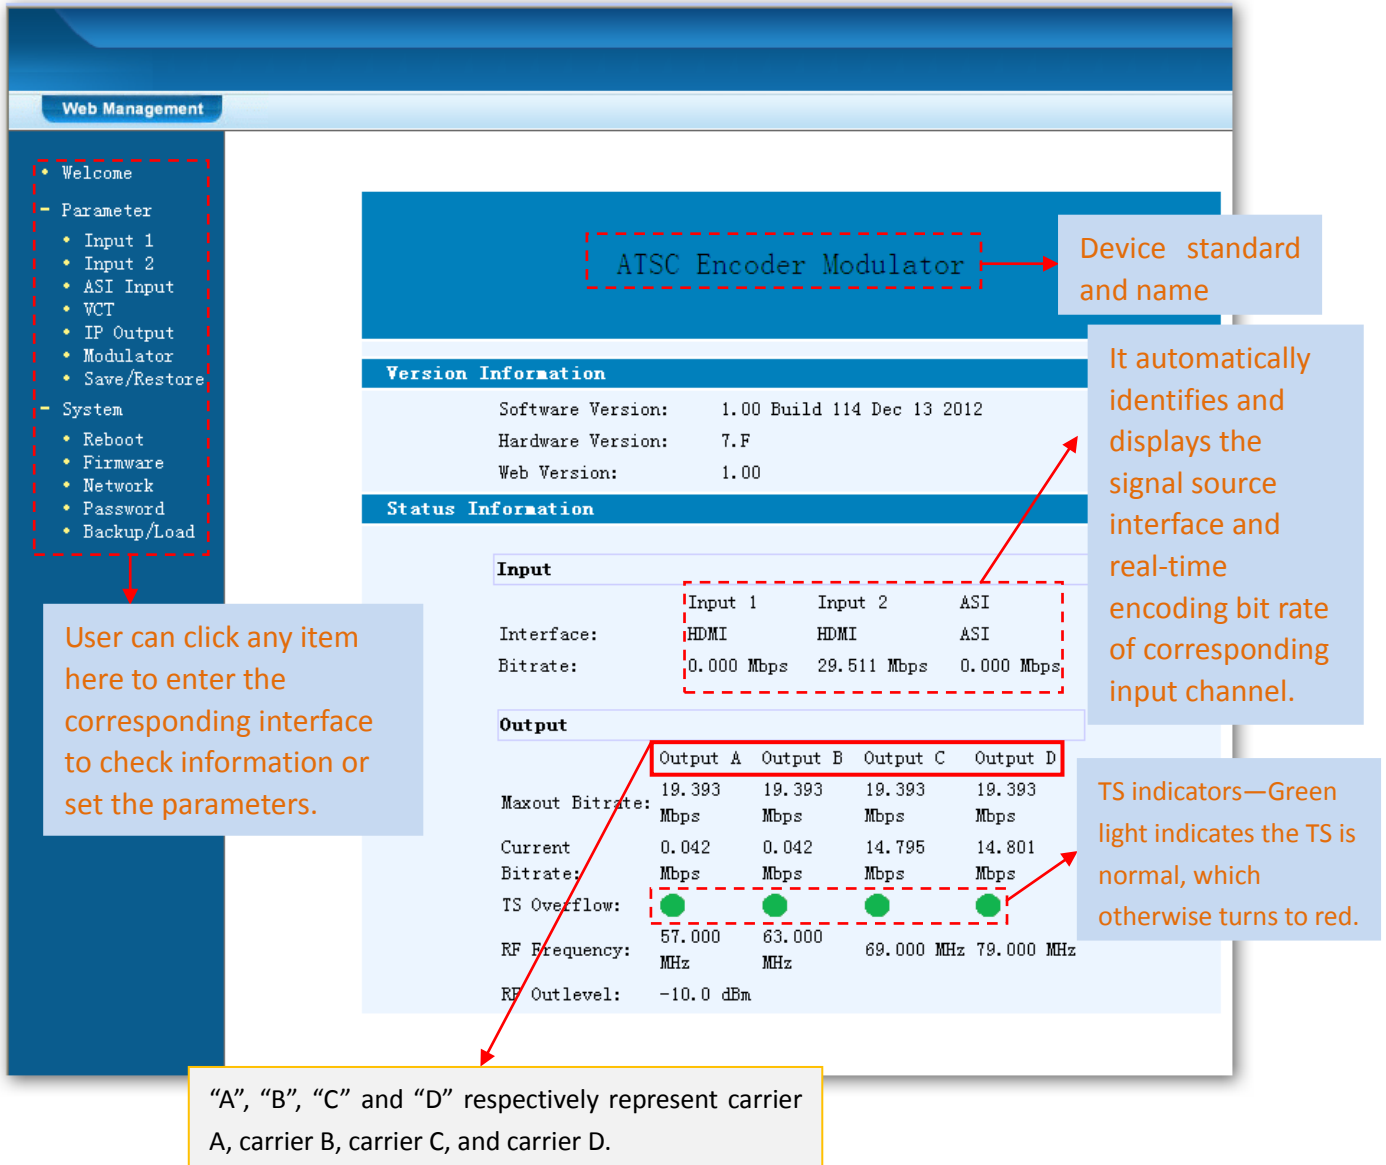 Web Management
Welcome
Parameter
Input 1
Input 2
ASI Input
VCT
IP Output
Modulator
Save/Restore
System
Reboot
Firmware
Network
Password
Backup/Load
User can click any item
here to enter the
corresponding interface
to check information or
set the parameters.
ATSC Encoder Modulator
Device standard
and name
Version Information
Software Version: 1.00 Build 114 Dec 13 2012
Hardware Version: 7.F
Web Version: 1.00
Status Information
It automatically
identifies and
displays the
signal source
interface and
real-time
encoding bit rate
of corresponding
input channel.
Input
Input 1 Input 2 ASI
Interface: HDMI HDMI ASI
Bitrate: 0.000 Mbps 29.511 Mbps 0.000 Mbps
Output
Output A Output B Output C Output D
Maxout Bitrate: 19.393 Mbps 19.393 Mbps 19.393 Mbps 19.393 Mbps
Current Bitrate: 0.042 Mbps 0.042 Mbps 14.795 Mbps 14.801 Mbps
TS Overflow:
RF Frequency: 57.000 MHz 63.000 MHz 69.000 MHz 79.000 MHz
RF Outlevel: -10.0 dBm
TS indicators—Green
light indicates the TS is
normal, which
otherwise turns to red.
“A”, “B”, “C” and “D” respectively represent carrier
A, carrier B, carrier C, and carrier D.